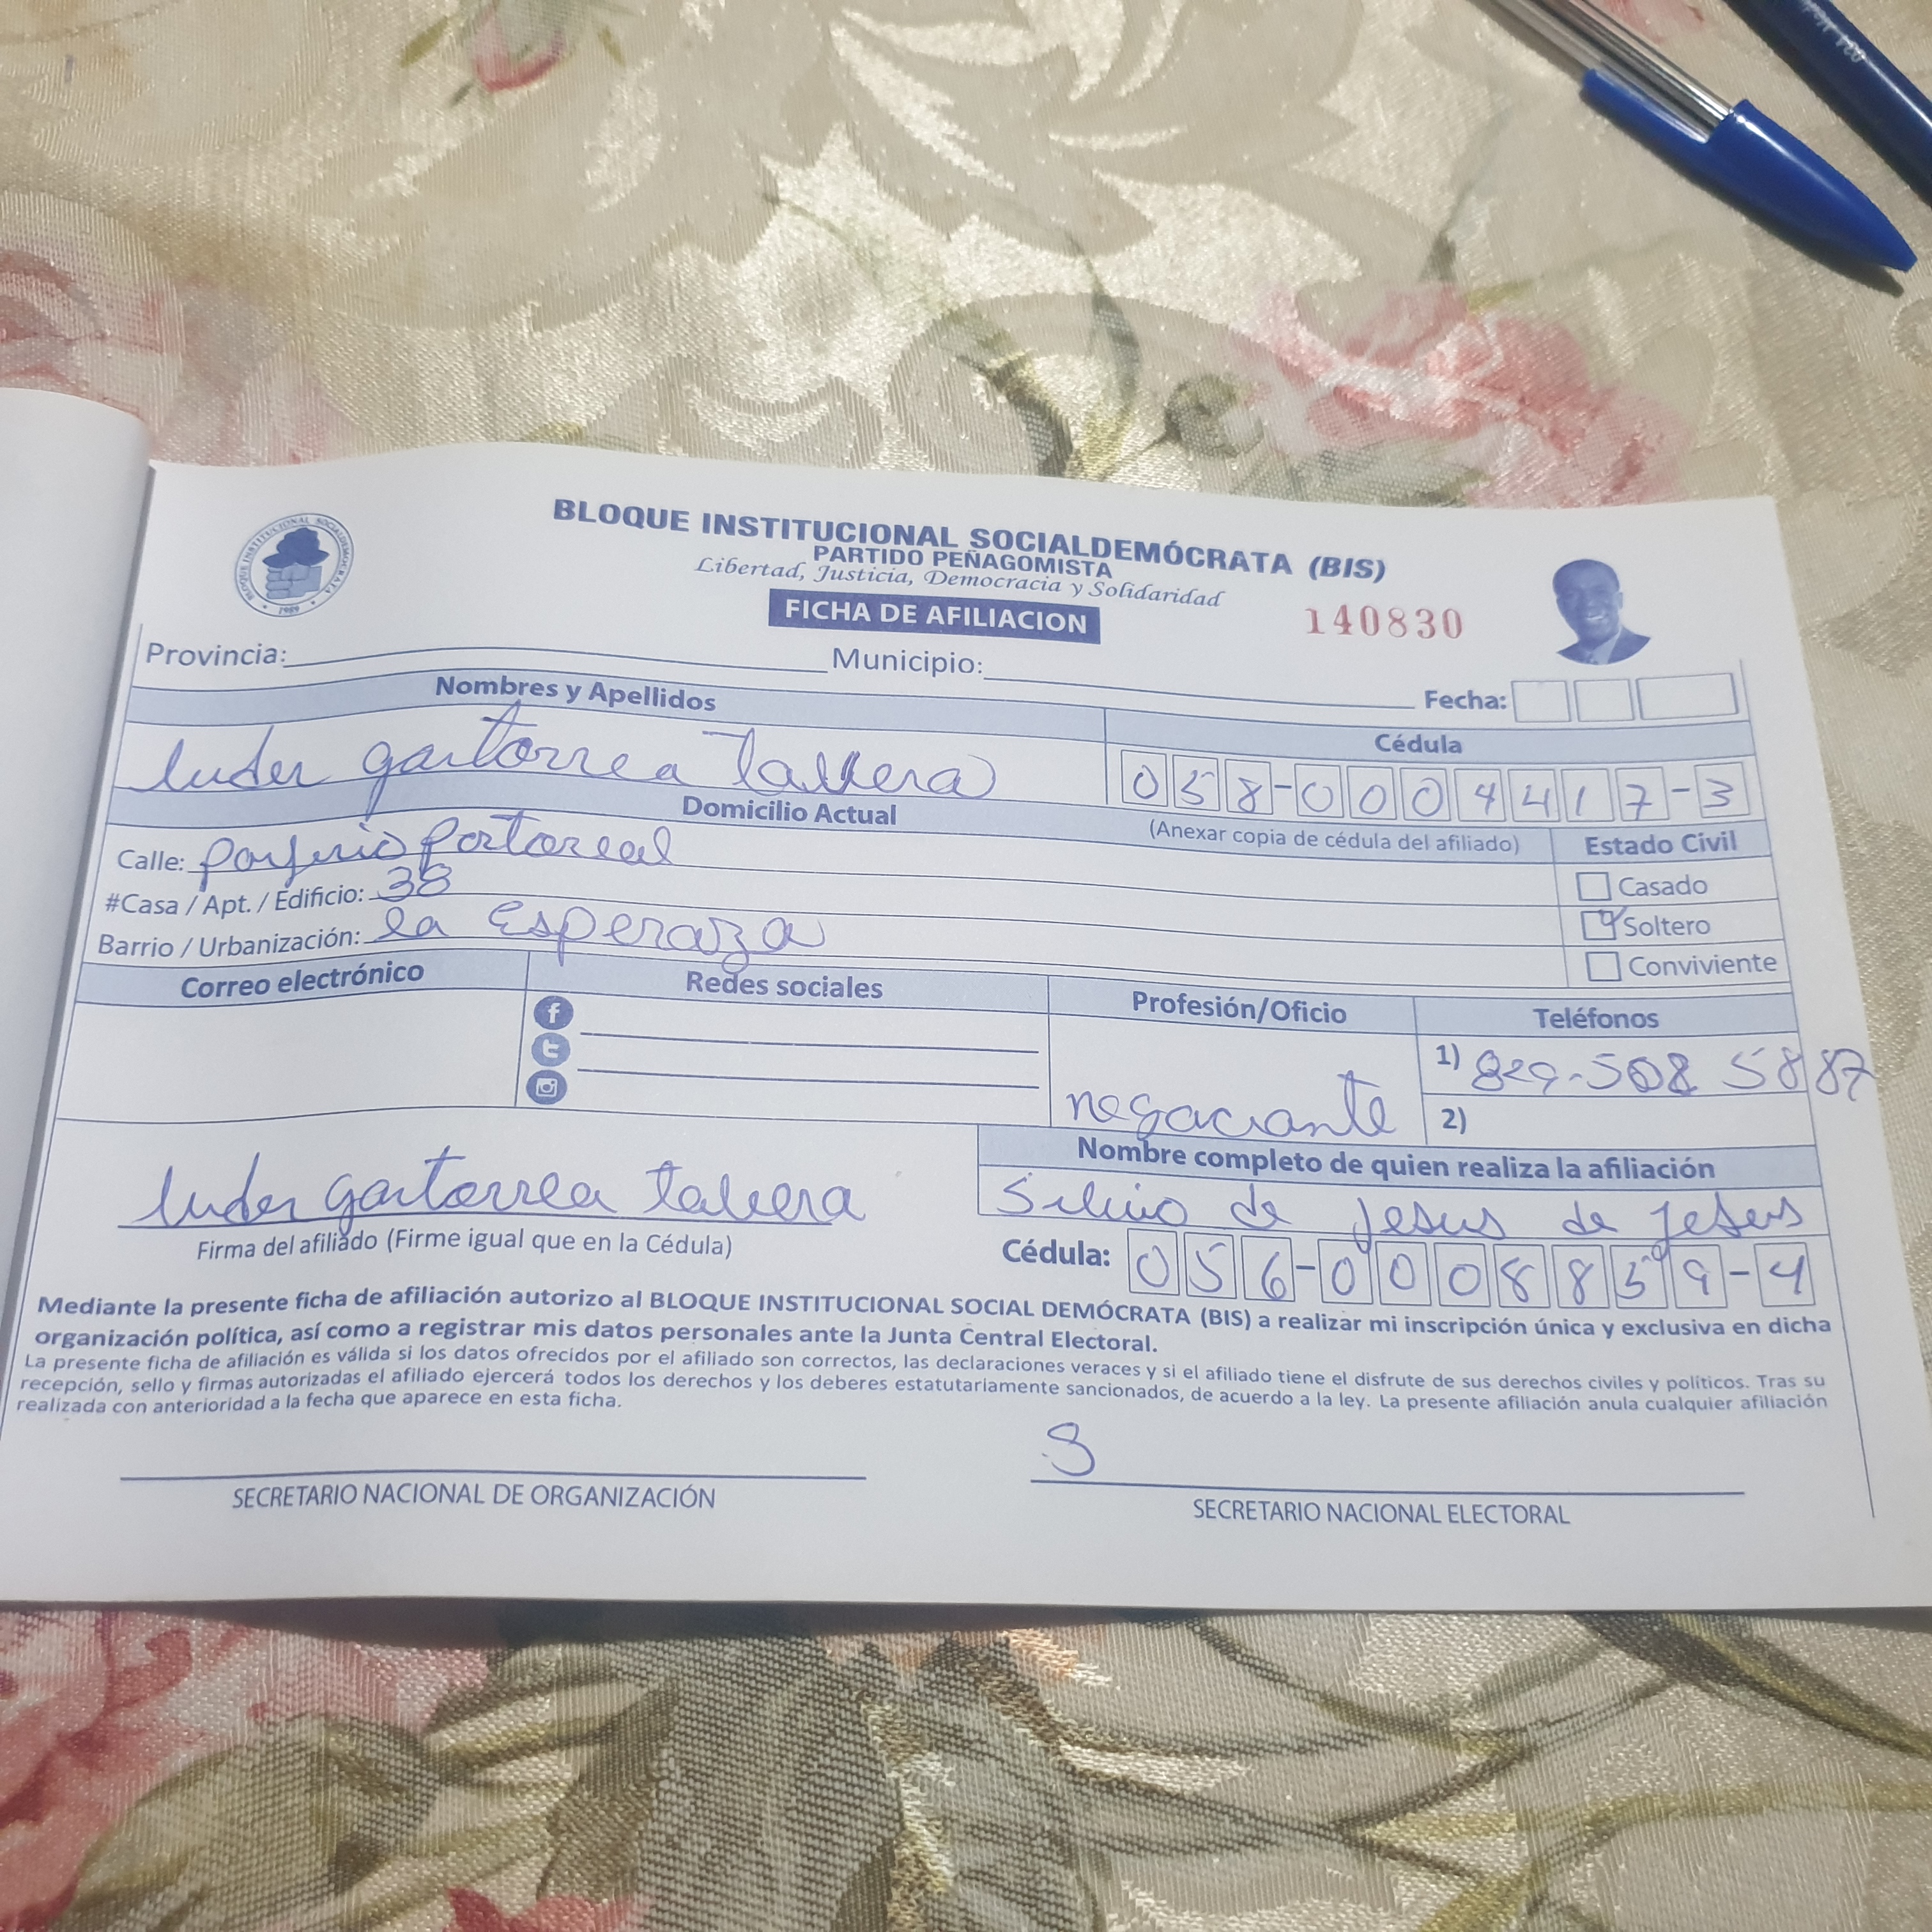 BLOQUE INSTITUCIONAL SOCIALDEMÓCRATA (BIS)
PARTIDO PEÑAGOMISTA
Libertad, Justicia, Democracia y Solidaridad
FICHA DE AFILIACION
140830
BLOQUE INSTITUCIONAL SOCIALDEMÓCRATA
1989
Provincia: Municipio: Fecha:
Nombres y Apellidos
Cédula
luder gartorrea Tavera
058-0004417-3
Domicilio Actual
(Anexar copia de cédula del afiliado)
Estado Civil
Calle: porferio portoreal
Casado
#Casa / Apt. / Edificio: 38
Soltero
Barrio / Urbanización: la Esperaza
Conviviente
Correo electrónico Redes sociales Profesión/Oficio Teléfonos
1) 829-508 5887
negaciante
2)
Nombre completo de quien realiza la afiliación
luder gartorrea tavera
Silvio de Jesus de Jesus
Firma del afiliado (Firme igual que en la Cédula)
Cédula: 056-0008859-4
Mediante la presente ficha de afiliación autorizo al BLOQUE INSTITUCIONAL SOCIAL DEMÓCRATA (BIS) a realizar mi inscripción única y exclusiva en dicha
organización política, así como a registrar mis datos personales ante la Junta Central Electoral.
La presente ficha de afiliación es válida si los datos ofrecidos por el afiliado son correctos, las declaraciones veraces y si el afiliado tiene el disfrute de sus derechos civiles y políticos. Tras su
recepción, sello y firmas autorizadas el afiliado ejercerá todos los derechos y los deberes estatutariamente sancionados, de acuerdo a la ley. La presente afiliación anula cualquier afiliación
realizada con anterioridad a la fecha que aparece en esta ficha.
S
SECRETARIO NACIONAL DE ORGANIZACIÓN
SECRETARIO NACIONAL ELECTORAL